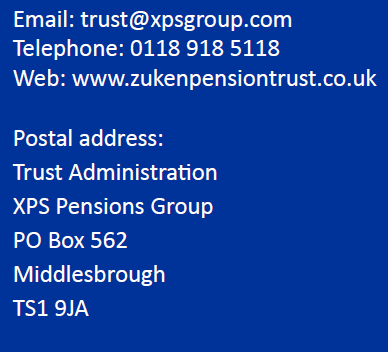 Email: trust@xpsgroup.com
Telephone: 0118 918 5118
Web: www.zukenpensiontrust.co.uk
Postal address:
Trust Administration
XPS Pensions Group
PO Box 562
Middlesbrough
TS1 9JA